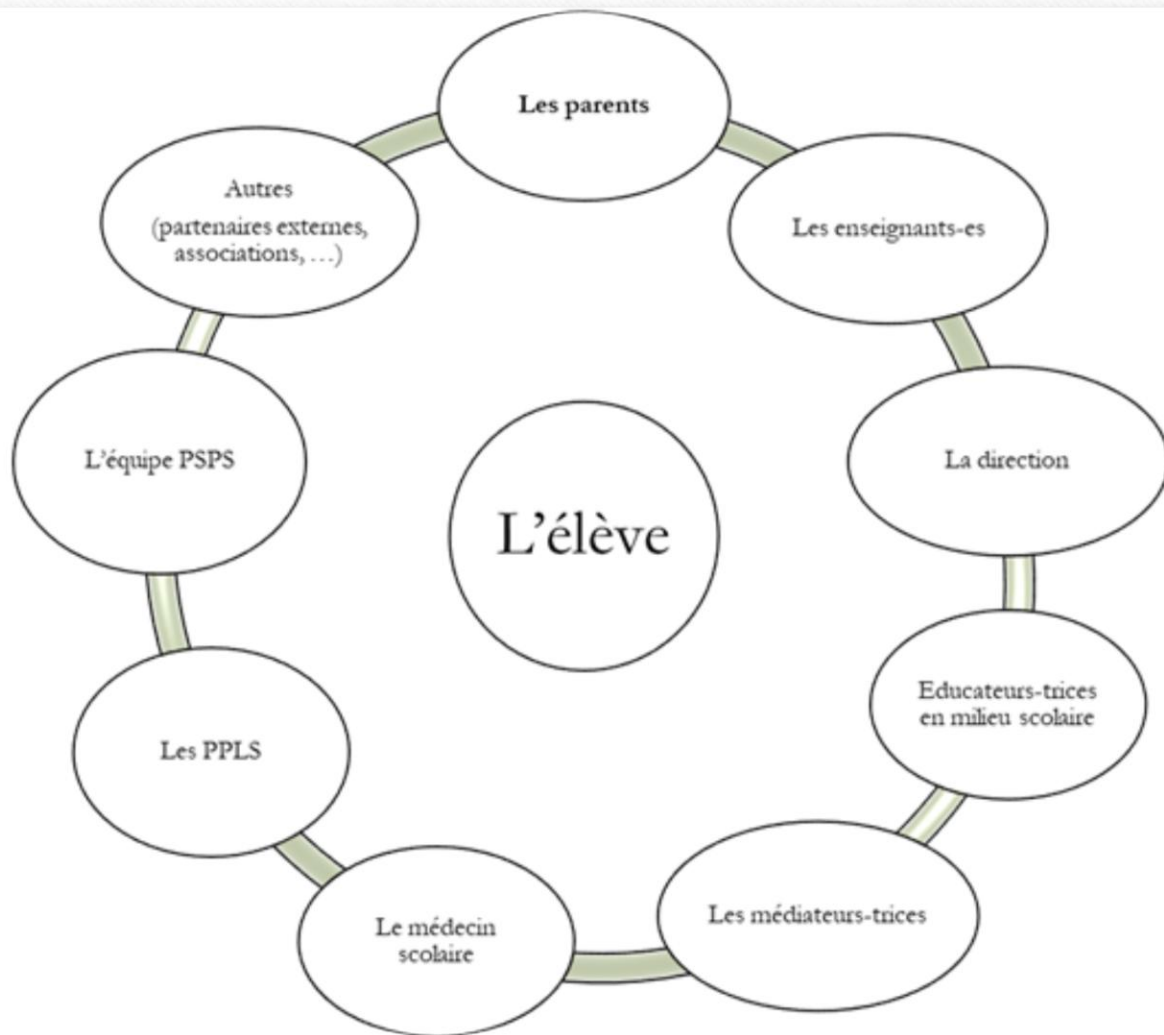 Les parents
Les enseignants-es
La direction
Educateurs-trices
en milieu scolaire
Les médiateurs-trices
Le médecin
scolaire
Les PPLS
L'équipe PSPS
Autres
(partenaires externes,
associations, …)
L'élève